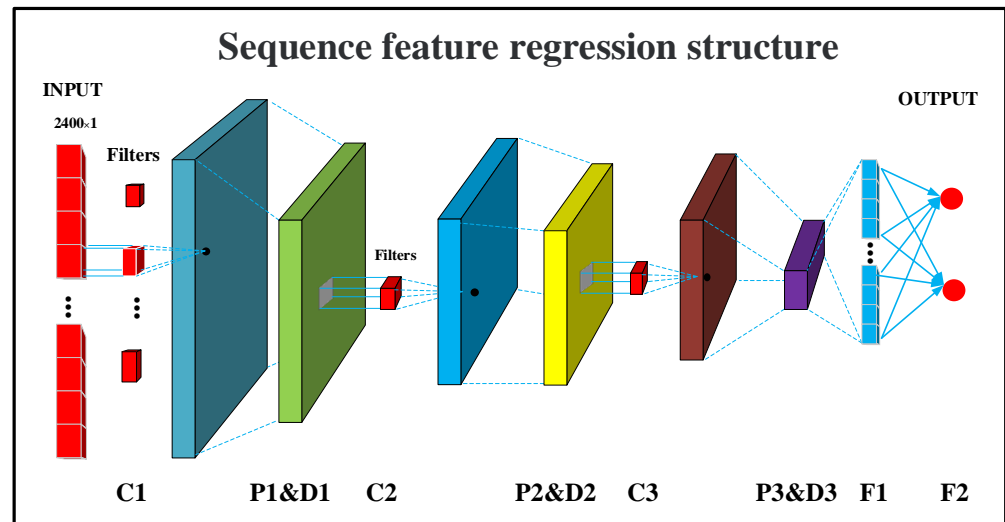 Sequence feature regression structure
INPUT
OUTPUT
2400×1
Filters
Filters
C1 P1&D1 C2 P2&D2 C3 P3&D3 F1 F2